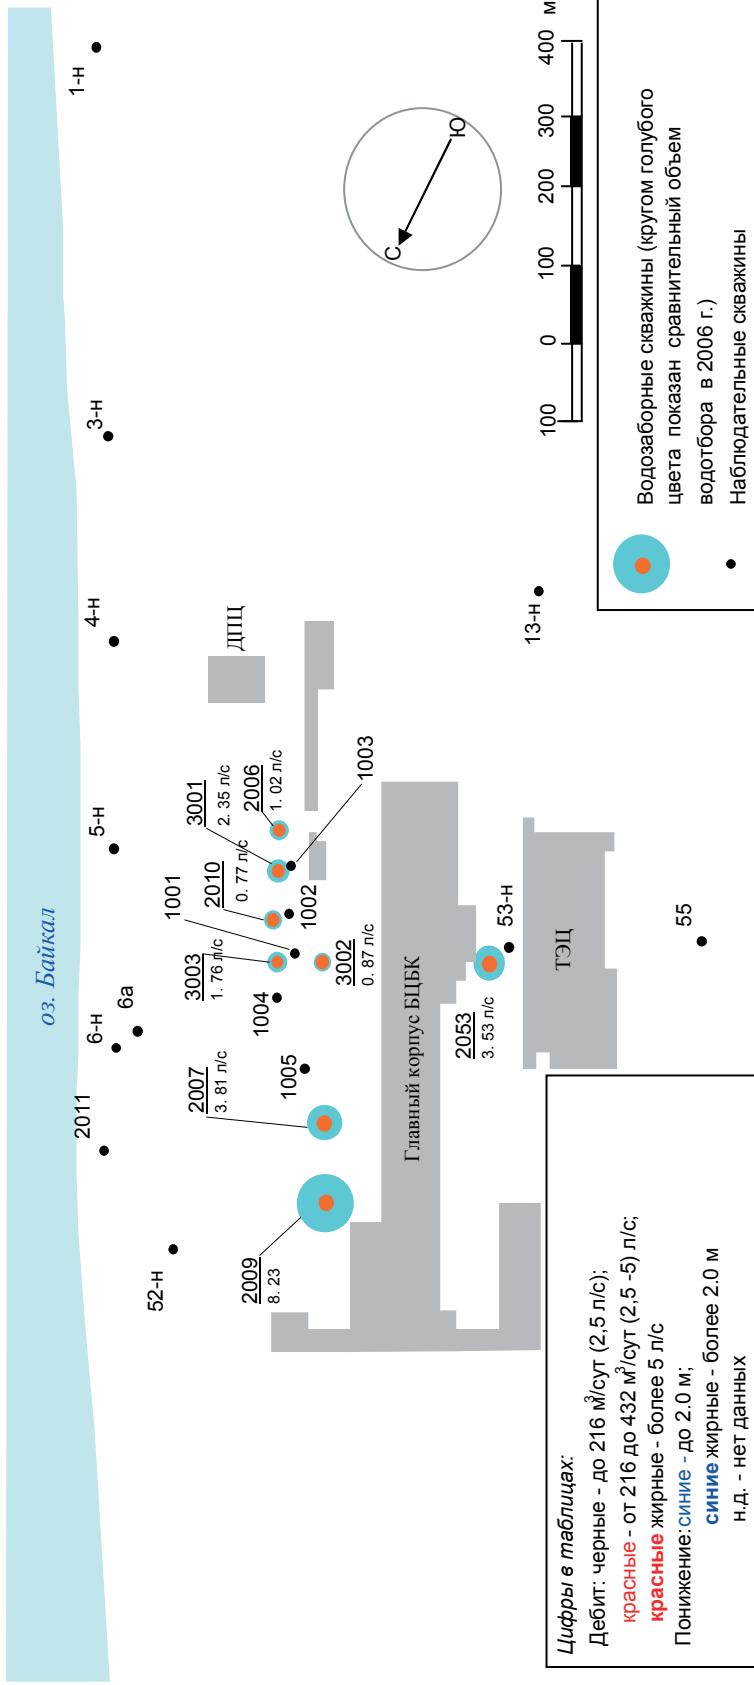 оз. Байкал
52-н
2011
6-н
6а
5-н
4-н
3-н
1-н
2009
8. 23
2007
3. 81 л/с
1005
1004
3003
1. 76 л/с
1001
2010
0. 77 л/с
1002
3001
2. 35 л/с
2006
1. 02 л/с
1003
3002
0. 87 л/с
ДПЦ
Главный корпус БЦБК
2053
3. 53 л/с
53-н
ТЭЦ
55
13-н
С
Ю
100 0 100 200 300 400 м
Цифры в таблицах:
Дебит: черные - до 216 м3/сут (2,5 л/с);
красные - от 216 до 432 м3/сут (2,5 -5) л/с;
красные жирные - более 5 л/с
Понижение: синие - до 2.0 м;
синие жирные - более 2.0 м
н.д. - нет данных
Водозаборные скважины (кругом голубого
цвета показан сравнительный объем
водотбора в 2006 г.)
Наблюдательные скважины